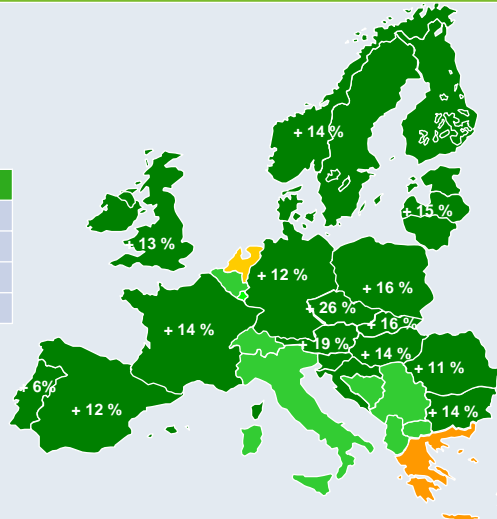 + 14 %
+ 15 %
+ 13 %
+ 12 %
+ 16 %
+ 26 %
+ 16%
+ 14 %
+ 19 %
+ 14 %
+ 11 %
+ 6%
+ 12 %
+ 14 %